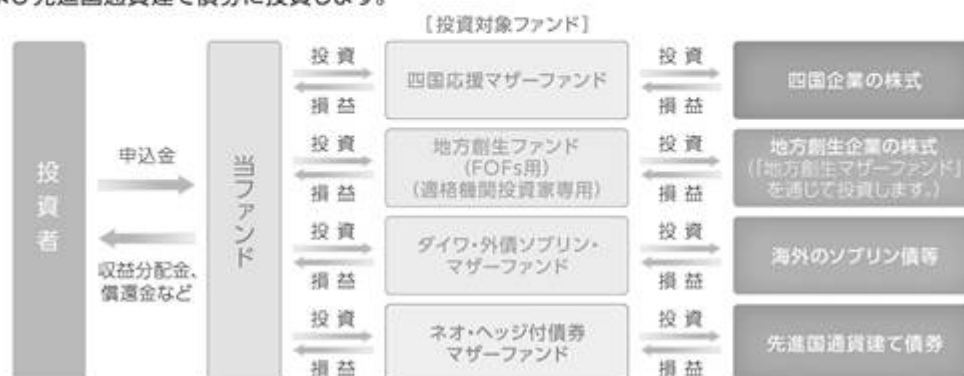 先進国通貨建て債券に投資します。
[投資対象ファンド]
投資者
申込金
収益分配金、
償還金など
当ファンド
投資
損益
四国応援マザーファンド
投資
損益
四国企業の株式
投資
損益
地方創生ファンド
(FOFs用)
(適格機関投資家専用)
投資
損益
地方創生企業の株式
(「地方創生マザーファンド」
を通じて投資します。)
投資
損益
ダイワ・外債ソブリン・
マザーファンド
投資
損益
海外のソブリン債等
投資
損益
ネオ・ヘッジ付債券
マザーファンド
投資
損益
先進国通貨建て債券